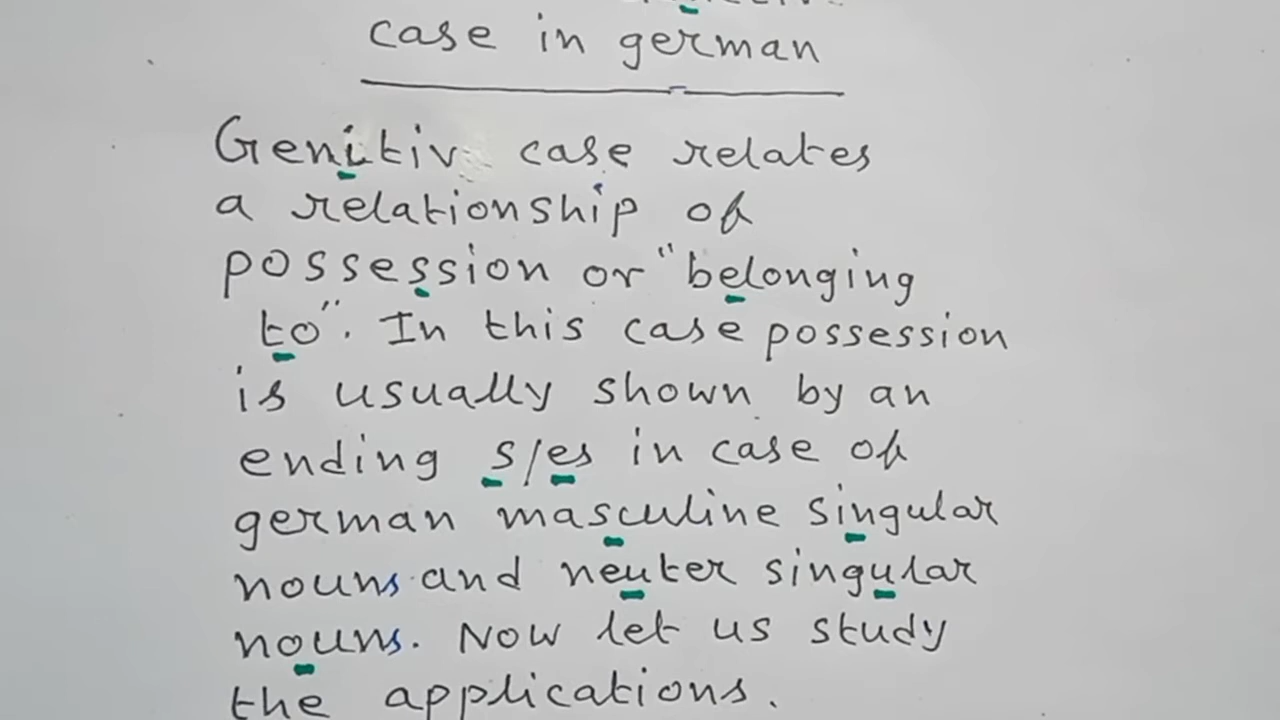 case in german
Genitiv case relates
a relationship of
possession or "belonging
to". In this case possession
is usually shown by an
ending s/es in case of
german masculine singular
nouns and neuter singular
nouns. Now let us study
the applications.